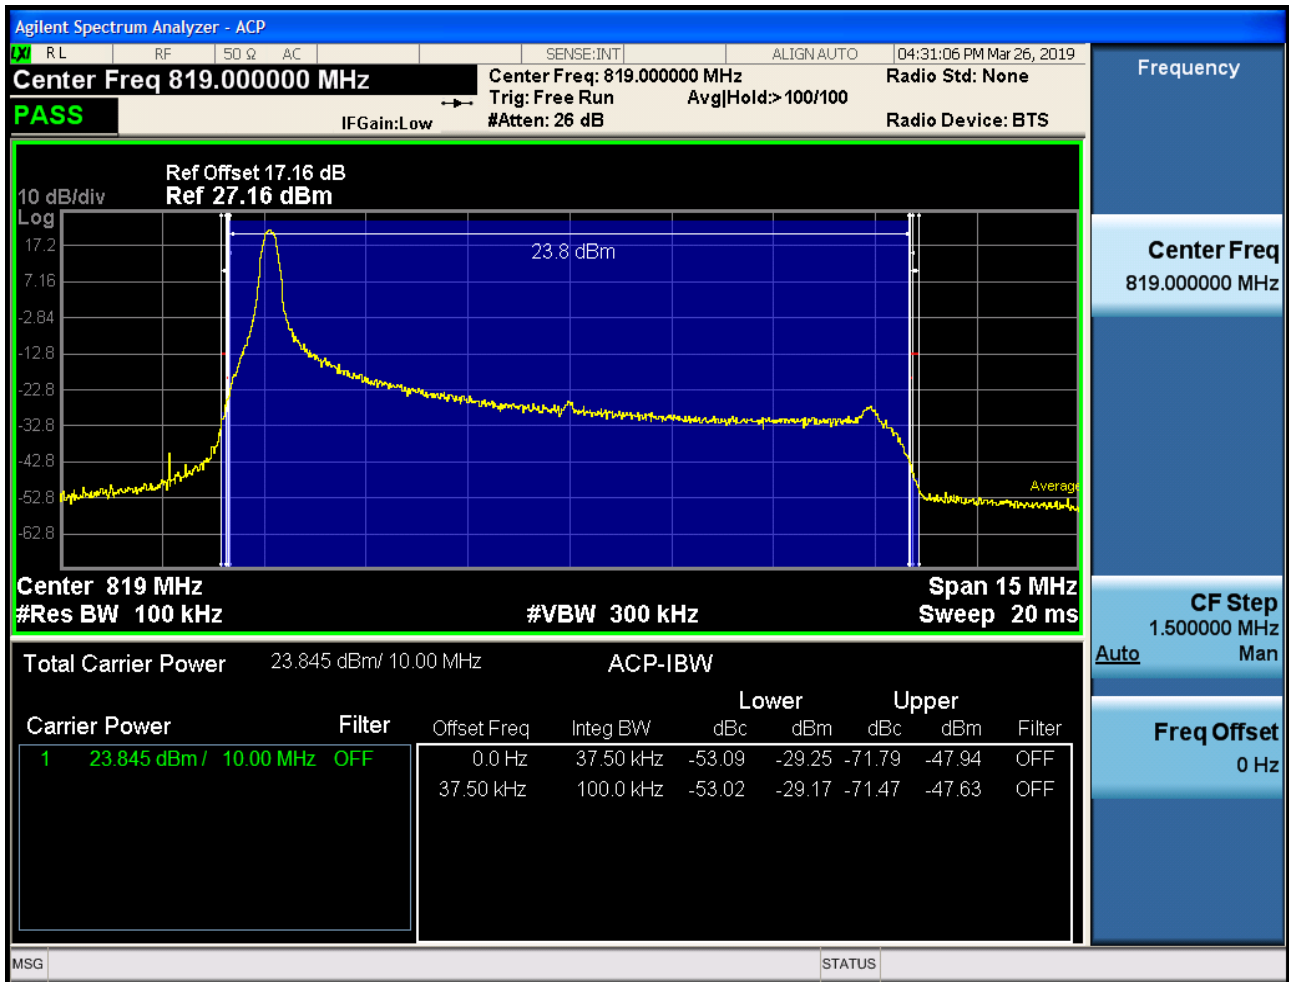 Agilent Spectrum Analyzer - ACP
LXI RL RF 50 Ω AC SENSE:INT ALIGN AUTO 04:31:06 PM Mar 26, 2019
Center Freq 819.000000 MHz
PASS
IFGain:Low
Center Freq: 819.000000 MHz
Trig: Free Run Avg|Hold:>100/100
#Atten: 26 dB
Radio Std: None
Radio Device: BTS
Ref Offset 17.16 dB
10 dB/div Ref 27.16 dBm
Log
17.2
7.16
-2.84
-12.8
-22.8
-32.8
-42.8
-52.8
-62.8
23.8 dBm
Average
Center 819 MHz Span 15 MHz
#Res BW 100 kHz #VBW 300 kHz Sweep 20 ms
Total Carrier Power 23.845 dBm/ 10.00 MHz ACP-IBW
Lower Upper
Carrier Power Filter Offset Freq Integ BW dBc dBm dBc dBm Filter
1 23.845 dBm / 10.00 MHz OFF 0.0 Hz 37.50 kHz -53.09 -29.25 -71.79 -47.94 OFF
37.50 kHz 100.0 kHz -53.02 -29.17 -71.47 -47.63 OFF
MSG STATUS
Frequency
Center Freq
819.000000 MHz
CF Step
1.500000 MHz
Auto Man
Freq Offset
0 Hz